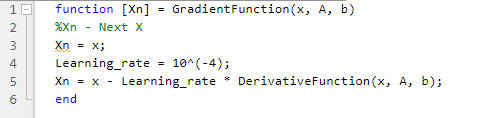 1 function [Xn] = GradientFunction(x, A, b)
2 %Xn - Next X
3 Xn = x;
4 Learning_rate = 10^(-4);
5 Xn = x - Learning_rate * DerivativeFunction(x, A, b);
6 end